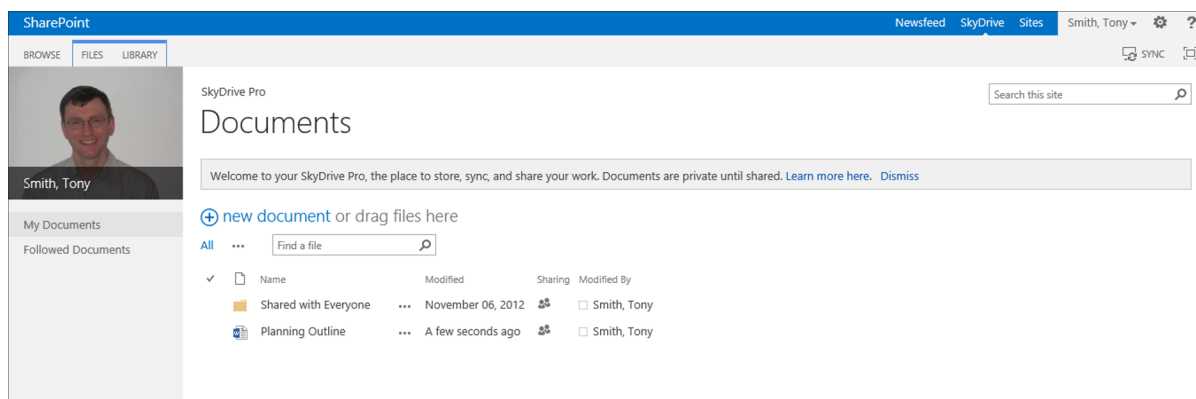 SharePoint
Newsfeed SkyDrive Sites Smith, Tony ?
BROWSE FILES LIBRARY
SYNC
Smith, Tony
My Documents
Followed Documents
SkyDrive Pro
Search this site
Documents
Welcome to your SkyDrive Pro, the place to store, sync, and share your work. Documents are private until shared. Learn more here. Dismiss
new document or drag files here
All ... Find a file
Name Modified Sharing Modified By
Shared with Everyone ... November 06, 2012 Smith, Tony
Planning Outline ... A few seconds ago Smith, Tony